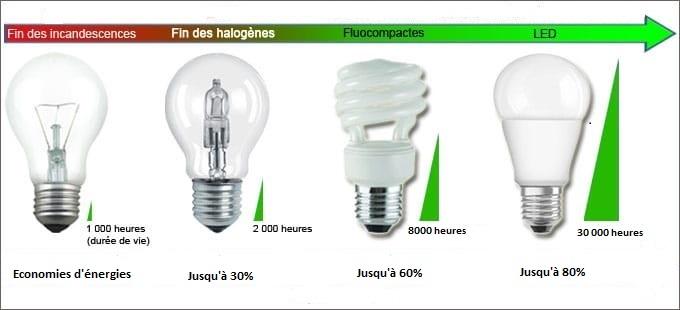 Fin des incandescences Fin des halogènes Fluocompactes LED
1 000 heures
(durée de vie)
2 000 heures
8000 heures
30 000 heures
Economies d'énergies Jusqu'à 30% Jusqu'à 60% Jusqu'à 80%